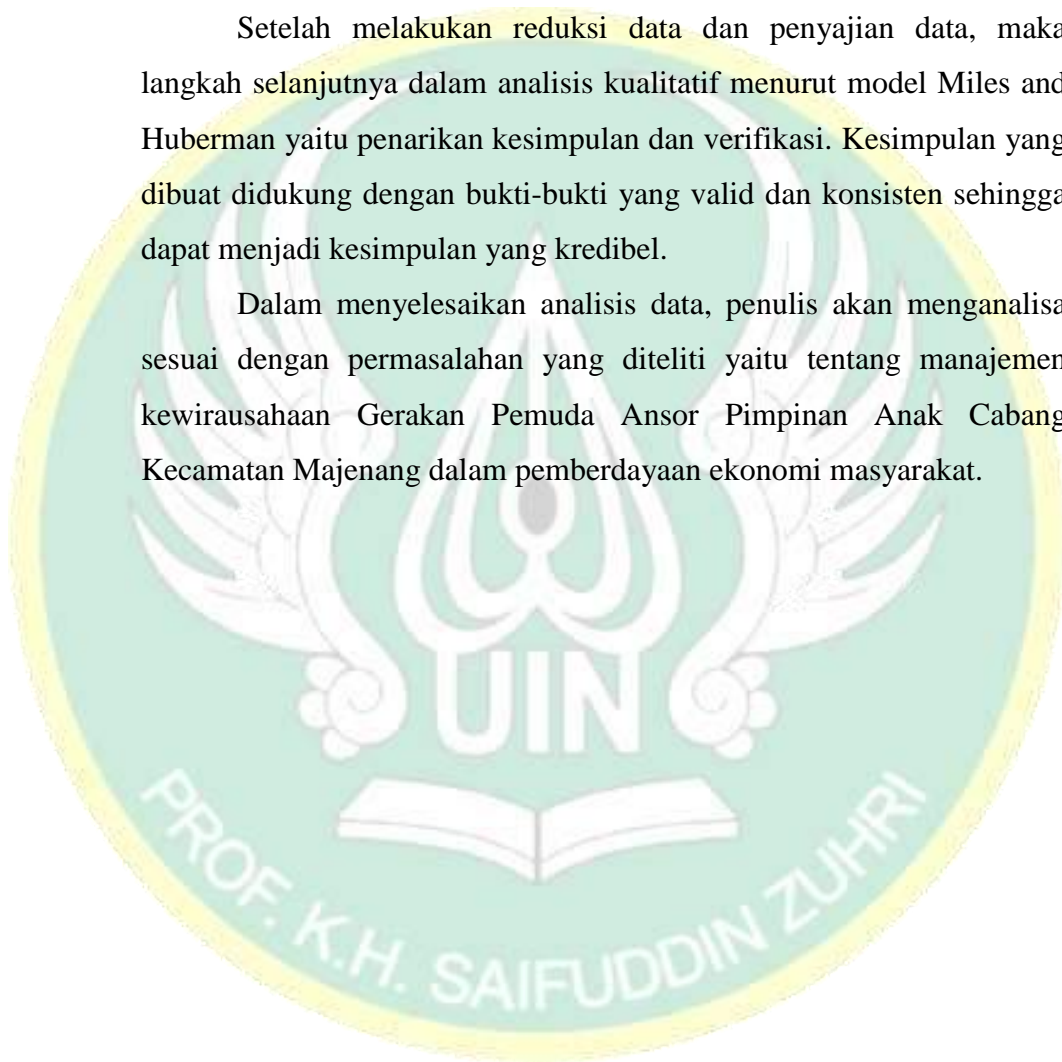 Setelah melakukan reduksi data dan penyajian data, maka
langkah selanjutnya dalam analisis kualitatif menurut model Miles and
Huberman yaitu penarikan kesimpulan dan verifikasi. Kesimpulan yang
dibuat didukung dengan bukti-bukti yang valid dan konsisten sehingga
dapat menjadi kesimpulan yang kredibel.
Dalam menyelesaikan analisis data, penulis akan menganalisa
sesuai dengan permasalahan yang diteliti yaitu tentang manajemen
kewirausahaan Gerakan Pemuda Ansor Pimpinan Anak Cabang
Kecamatan Majenang dalam pemberdayaan ekonomi masyarakat.
UIN
PROF. K.H. SAIFUDDIN ZUHRI